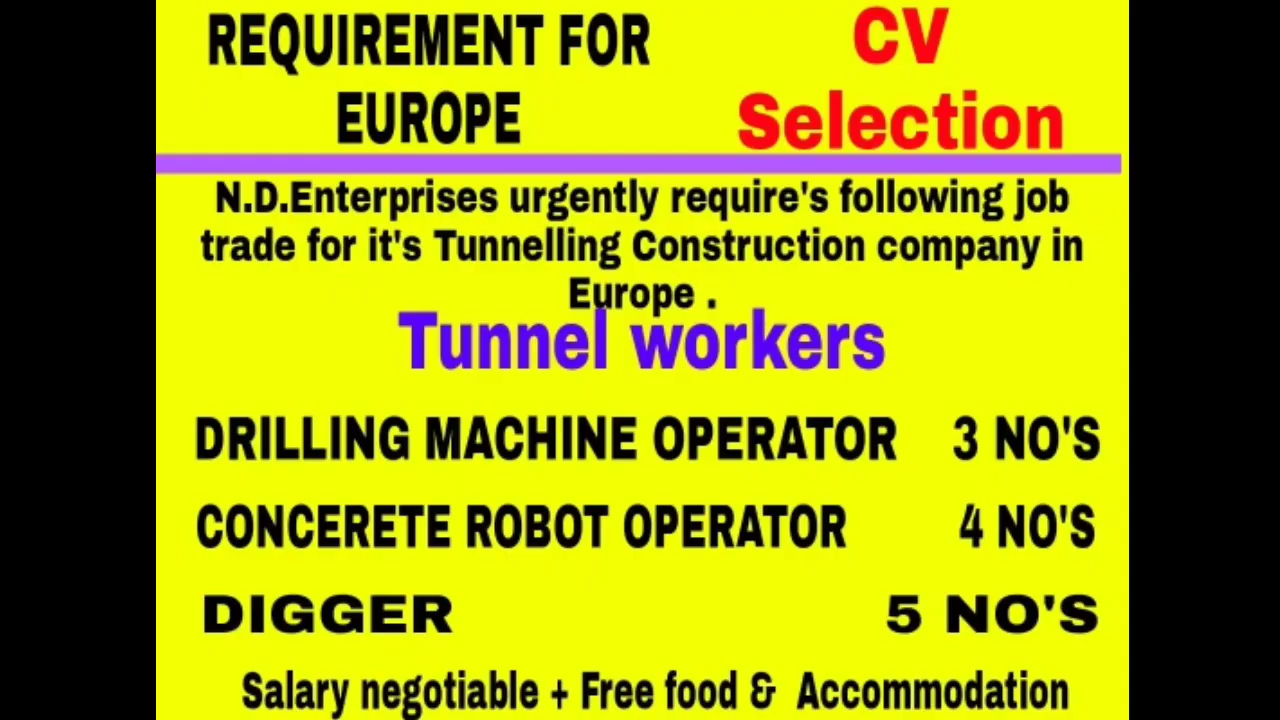 REQUIREMENT FOR
EUROPE
CV
Selection
N.D.Enterprises urgently require's following job
trade for it's Tunnelling Construction company in
Europe .
Tunnel workers
DRILLING MACHINE OPERATOR 3 NO'S
CONCERETE ROBOT OPERATOR 4 NO'S
DIGGER 5 NO'S
Salary negotiable + Free food & Accommodation